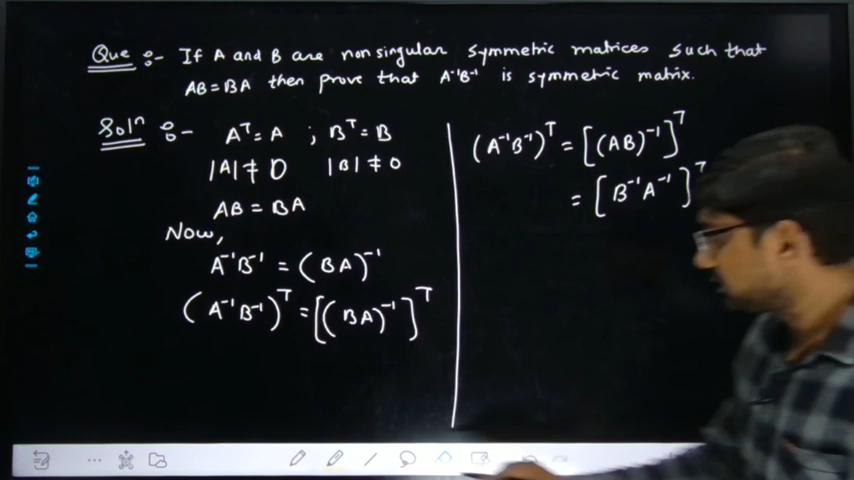 Que :- If A and B are nonsingular symmetric matrices such that
AB = BA then prove that A⁻¹B⁻¹ is symmetric matrix.
Solⁿ :- Aᵀ = A ; Bᵀ = B
|A| ≠ 0 |B| ≠ 0
AB = BA
Now,
A⁻¹B⁻¹ = (BA)⁻¹
(A⁻¹B⁻¹)ᵀ = [(BA)⁻¹]ᵀ
(A⁻¹B⁻¹)ᵀ = [(AB)⁻¹]ᵀ
= [B⁻¹A⁻¹]ᵀ